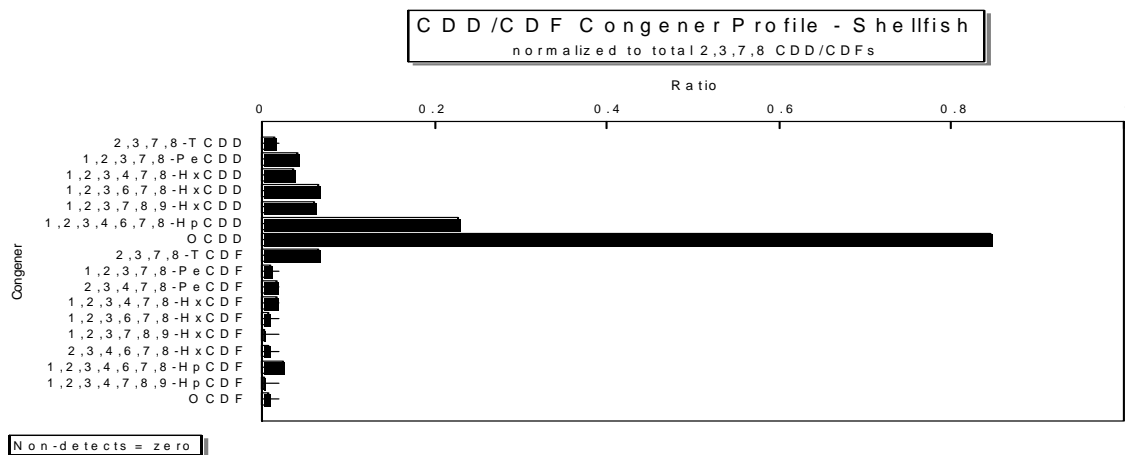 CDD/CDF Congener Profile - Shellfish
normalized to total 2,3,7,8 CDD/CDFs
Ratio
0 0.2 0.4 0.6 0.8
Congener
2,3,7,8-TCDD
1,2,3,7,8-PeCDD
1,2,3,4,7,8-HxCDD
1,2,3,6,7,8-HxCDD
1,2,3,7,8,9-HxCDD
1,2,3,4,6,7,8-HpCDD
OCDD
2,3,7,8-TCDF
1,2,3,7,8-PeCDF
2,3,4,7,8-PeCDF
1,2,3,4,7,8-HxCDF
1,2,3,6,7,8-HxCDF
1,2,3,7,8,9-HxCDF
2,3,4,6,7,8-HxCDF
1,2,3,4,6,7,8-HpCDF
1,2,3,4,7,8,9-HpCDF
OCDF
Non-detects = zero